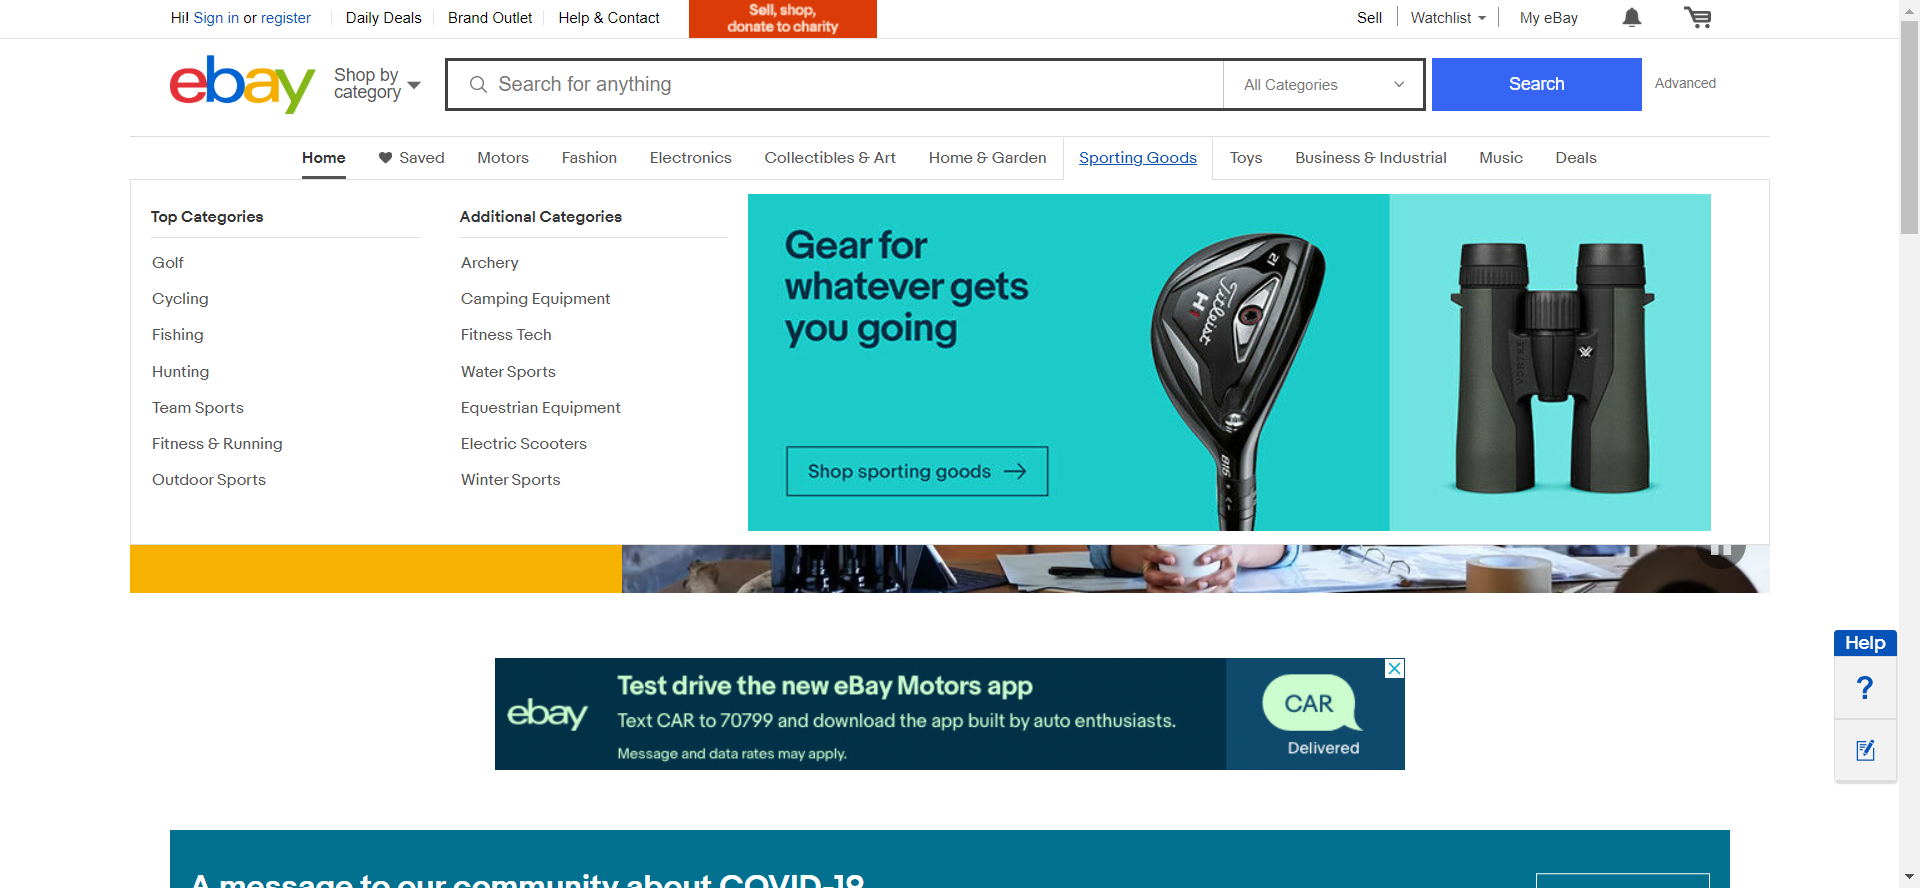 Hi! Sign in or register
Daily Deals
Brand Outlet
Help & Contact
Sell, shop,
donate to charity
Sell
Watchlist
My eBay
ebay
Shop by
category
Search for anything
All Categories
Search
Advanced
Home
Saved
Motors
Fashion
Electronics
Collectibles & Art
Home & Garden
Sporting Goods
Toys
Business & Industrial
Music
Deals
Top Categories
Golf
Cycling
Fishing
Hunting
Team Sports
Fitness & Running
Outdoor Sports
Additional Categories
Archery
Camping Equipment
Fitness Tech
Water Sports
Equestrian Equipment
Electric Scooters
Winter Sports
Gear for
whatever gets
you going
Shop sporting goods
21
Titleist
H1
816
VORTEX
ebay
Test drive the new eBay Motors app
Text CAR to 70799 and download the app built by auto enthusiasts.
Message and data rates may apply.
CAR
Delivered
Help
?
A message to our community about COVID-19